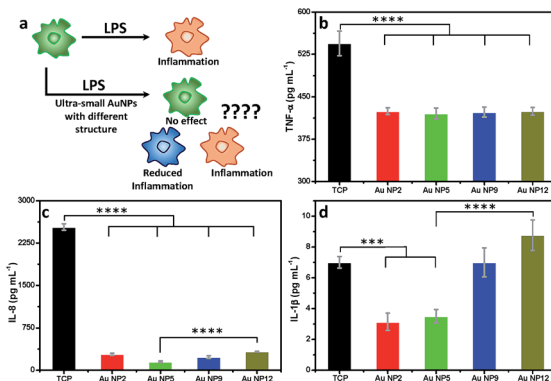 a
LPS
Inflammation
LPS
Ultra-small AuNPs
with different
structure
No effect
????
Reduced
Inflammation
Inflammation
b
****
TNF-α (pg mL⁻¹)
600
525
450
375
300
TCP Au NP2 Au NP5 Au NP9 Au NP12
c
****
****
IL-8 (pg mL⁻¹)
3000
2250
1500
750
0
TCP Au NP2 Au NP5 Au NP9 Au NP12
d
****
***
IL-1β (pg mL⁻¹)
10
8
6
4
2
0
TCP Au NP2 Au NP5 Au NP9 Au NP12